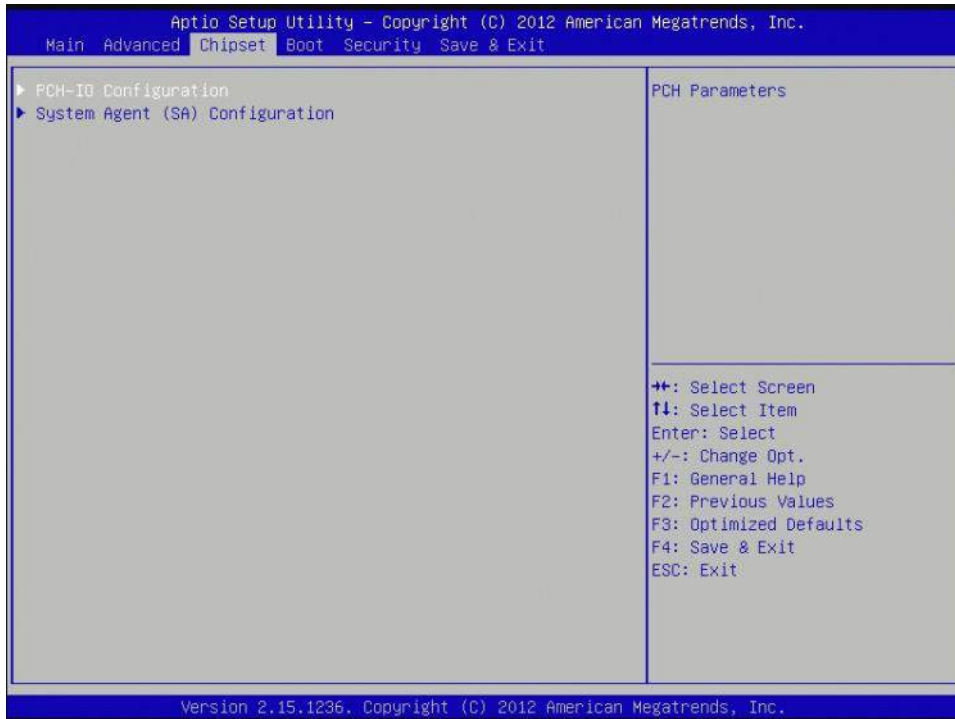 Aptio Setup Utility – Copyright (C) 2012 American Megatrends, Inc.
Main Advanced Chipset Boot Security Save & Exit
PCH-IO Configuration
System Agent (SA) Configuration
PCH Parameters
→←: Select Screen
↑↓: Select Item
Enter: Select
+/-: Change Opt.
F1: General Help
F2: Previous Values
F3: Optimized Defaults
F4: Save & Exit
ESC: Exit
Version 2.15.1236. Copyright (C) 2012 American Megatrends, Inc.